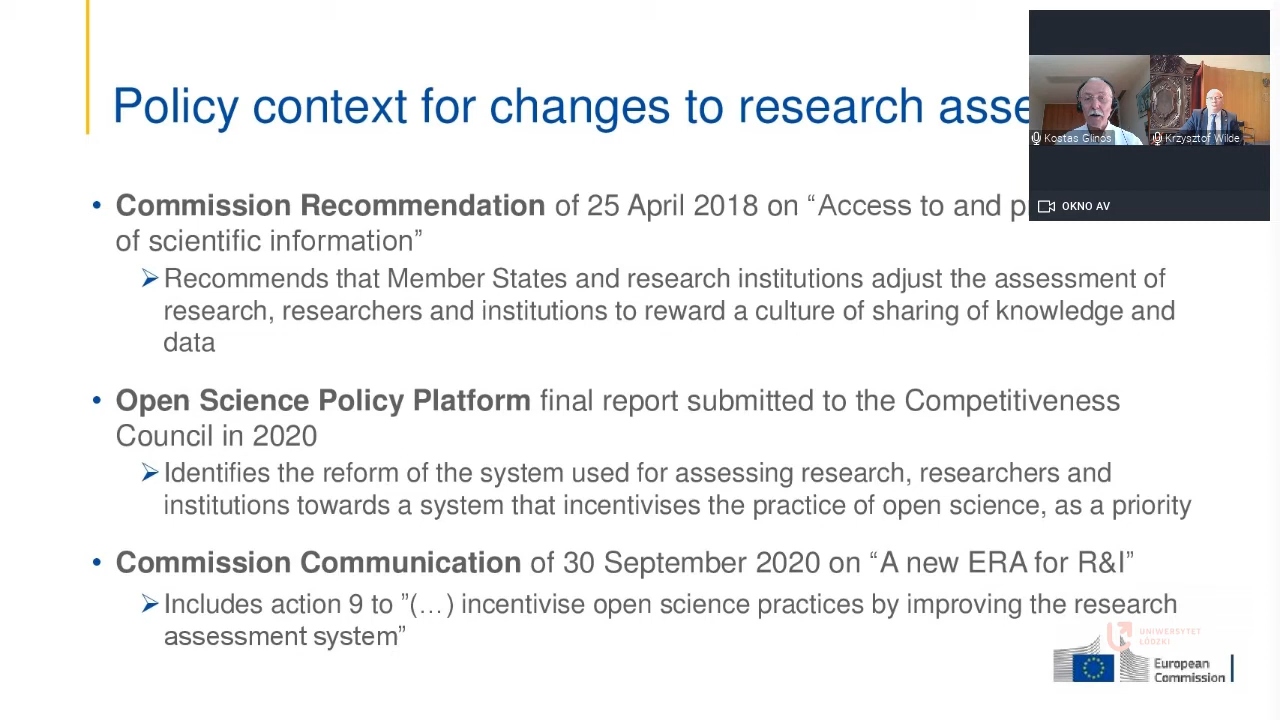 Policy context for changes to research asse
Kostas Glinos
Krzysztof Wilde
OKNO AV
• Commission Recommendation of 25 April 2018 on “Access to and p
of scientific information”
Recommends that Member States and research institutions adjust the assessment of
research, researchers and institutions to reward a culture of sharing of knowledge and
data
• Open Science Policy Platform final report submitted to the Competitiveness
Council in 2020
Identifies the reform of the system used for assessing research, researchers and
institutions towards a system that incentivises the practice of open science, as a priority
• Commission Communication of 30 September 2020 on “A new ERA for R&I”
Includes action 9 to ”(…) incentivise open science practices by improving the research
assessment system”
UNIWERSYTET
ŁÓDZKI
European
Commission